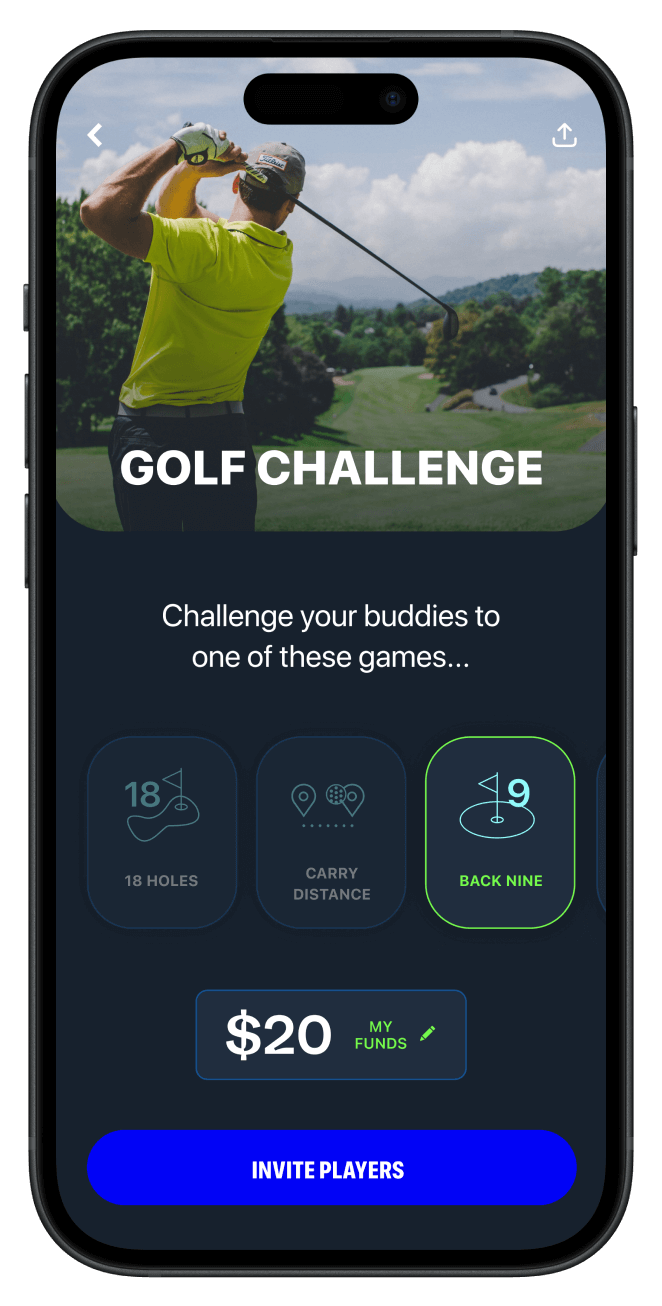 Titleist
GOLF CHALLENGE
Challenge your buddies to
one of these games...
18
18 HOLES
CARRY
DISTANCE
9
BACK NINE
$20
MY
FUNDS
INVITE PLAYERS